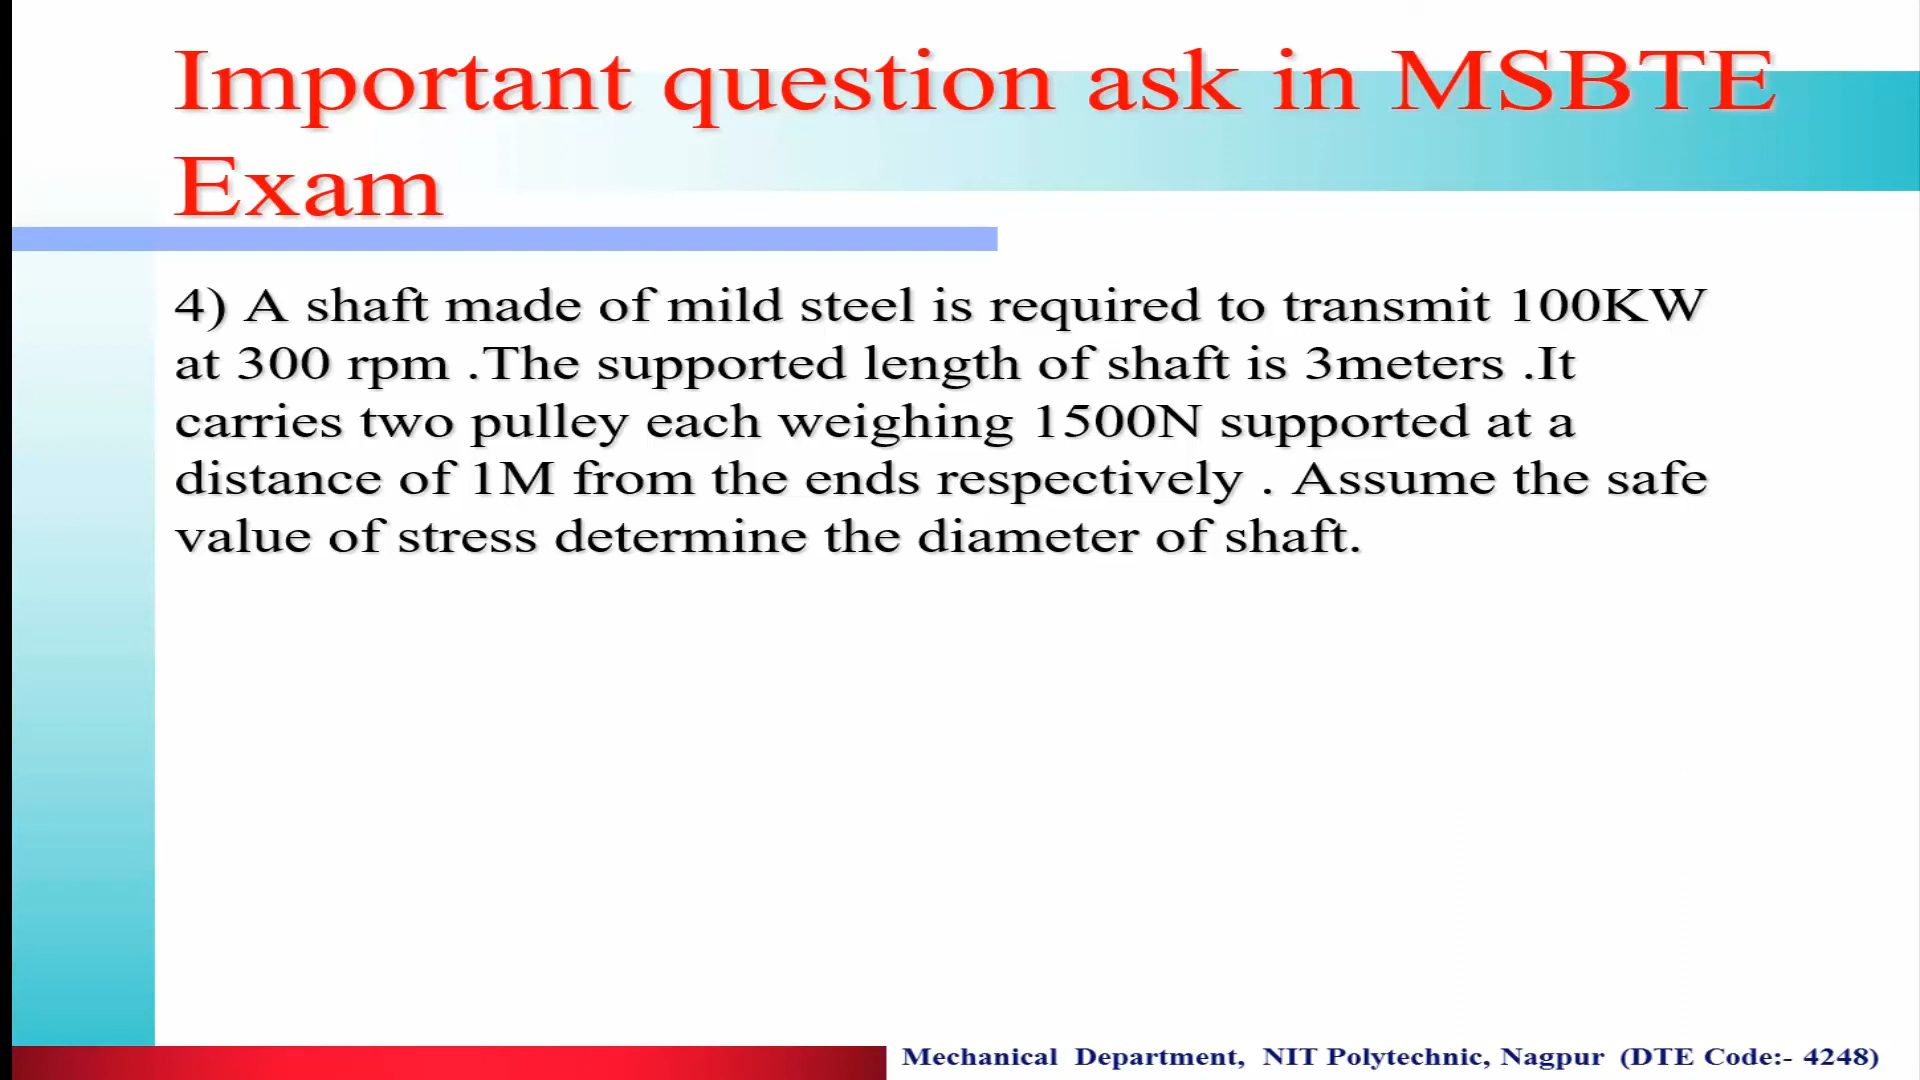 Important question ask in MSBTE
Exam
4) A shaft made of mild steel is required to transmit 100KW
at 300 rpm .The supported length of shaft is 3meters .It
carries two pulley each weighing 1500N supported at a
distance of 1M from the ends respectively . Assume the safe
value of stress determine the diameter of shaft.
Mechanical Department, NIT Polytechnic, Nagpur (DTE Code:- 4248)